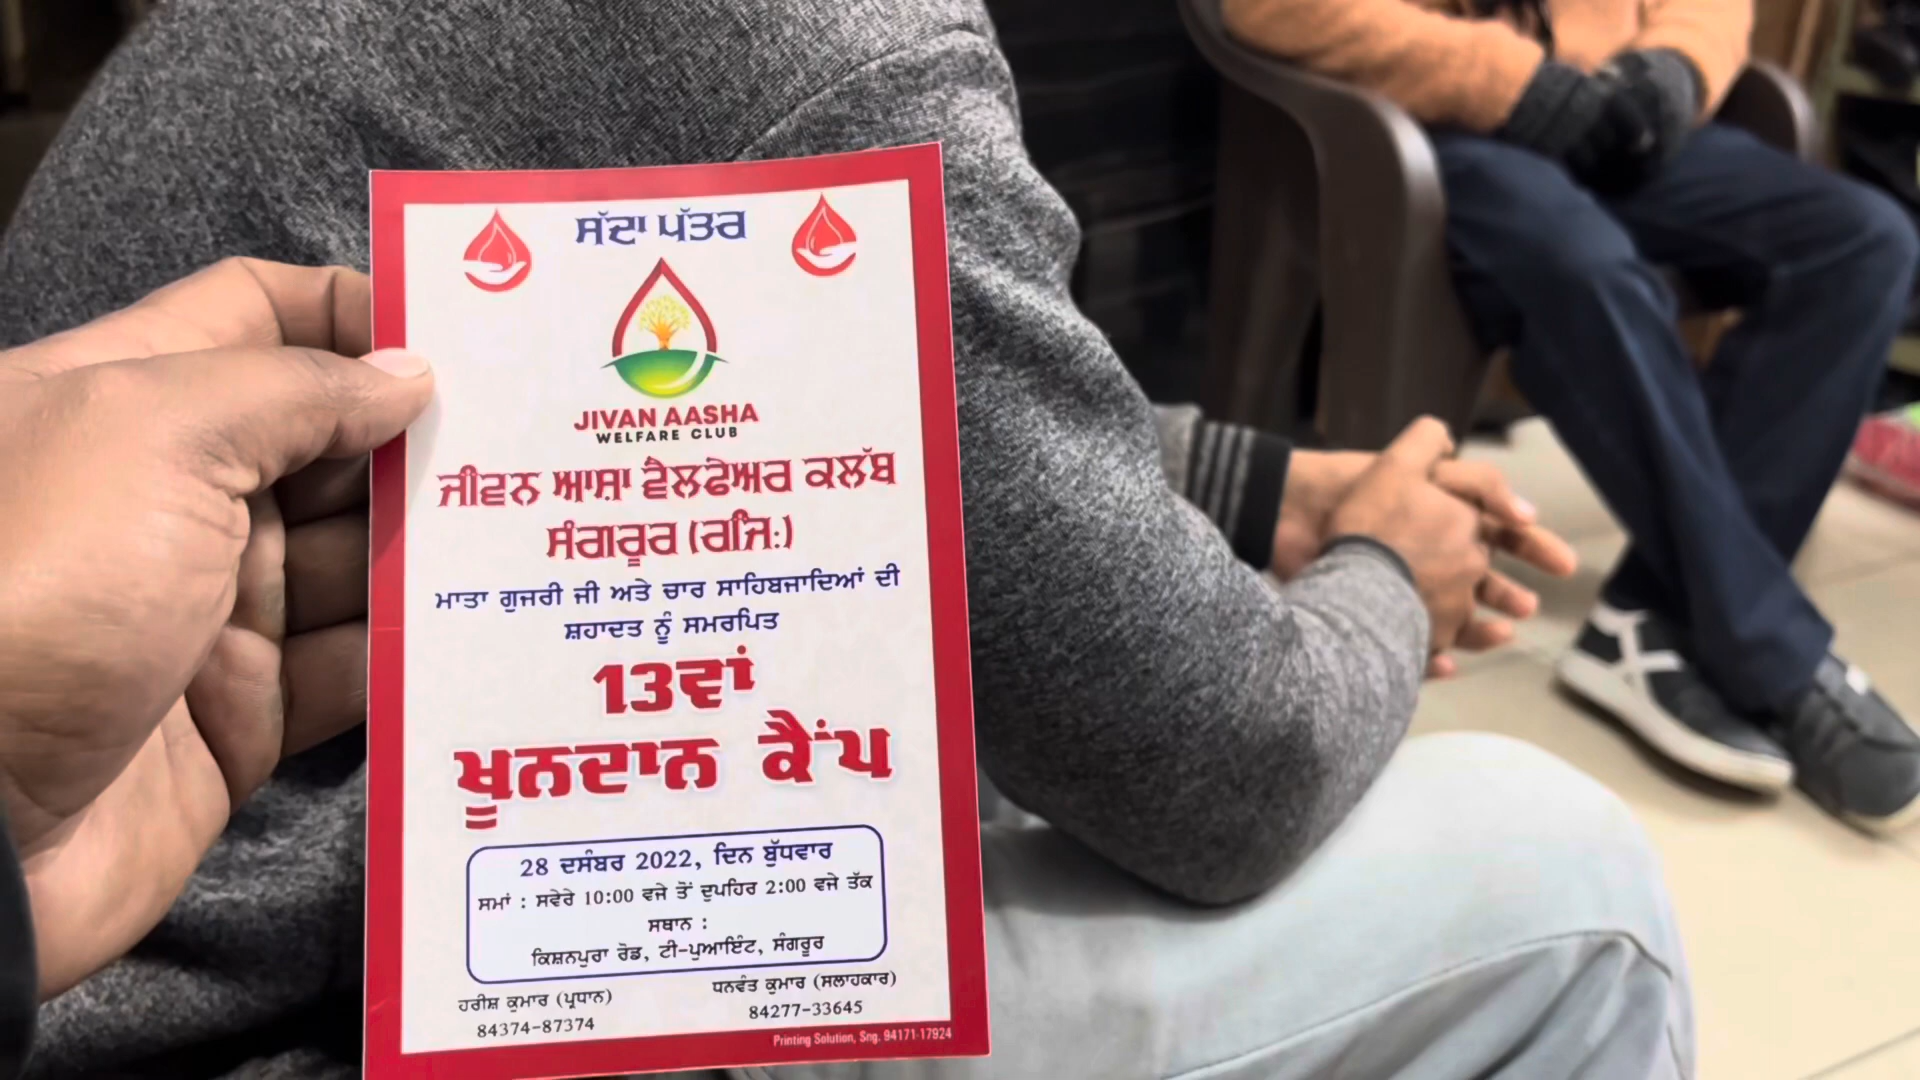 ਸੱਦਾ ਪੱਤਰ
JIVAN AASHA
WELFARE CLUB
ਜੀਵਨ ਆਸ਼ਾ ਵੈਲਫੇਅਰ ਕਲੱਬ
ਸੰਗਰੂਰ (ਰਜਿ:)
ਮਾਤਾ ਗੁਜਰੀ ਜੀ ਅਤੇ ਚਾਰ ਸਾਹਿਬਜਾਦਿਆਂ ਦੀ
ਸ਼ਹਾਦਤ ਨੂੰ ਸਮਰਪਿਤ
13ਵਾਂ
ਖੂਨਦਾਨ ਕੈਂਪ
28 ਦਸੰਬਰ 2022, ਦਿਨ ਬੁੱਧਵਾਰ
ਸਮਾਂ : ਸਵੇਰੇ 10:00 ਵਜੇ ਤੋਂ ਦੁਪਹਿਰ 2:00 ਵਜੇ ਤੱਕ
ਸਥਾਨ :
ਕਿਸ਼ਨਪੁਰਾ ਰੋਡ, ਟੀ-ਪੁਆਇੰਟ, ਸੰਗਰੂਰ
ਹਰੀਸ਼ ਕੁਮਾਰ (ਪ੍ਰਧਾਨ)
84374-87374
ਧਨਵੰਤ ਕੁਮਾਰ (ਸਲਾਹਕਾਰ)
84277-33645
Printing Solution, Sng. 94171-17924